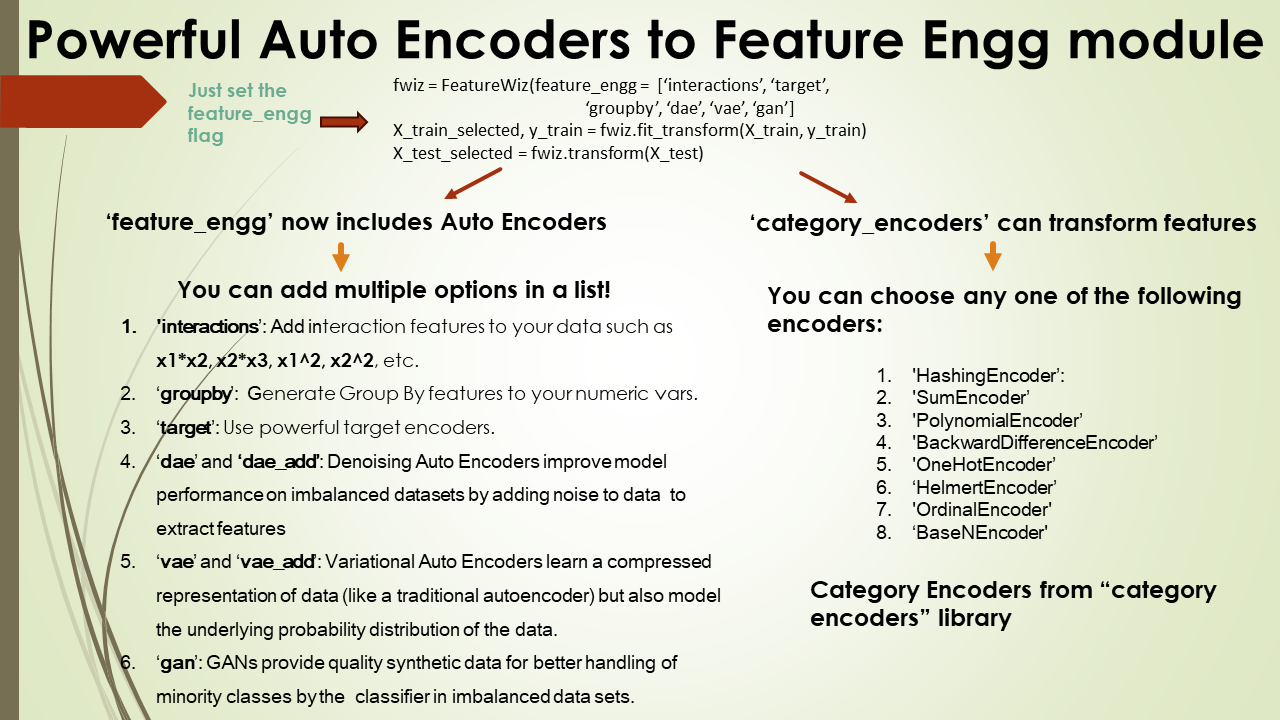 Powerful Auto Encoders to Feature Engg module
Just set the
feature_engg
flag
fwiz = FeatureWiz(feature_engg = [‘interactions’, ‘target’,
‘groupby’, ‘dae’, ‘vae’, ‘gan’]
X_train_selected, y_train = fwiz.fit_transform(X_train, y_train)
X_test_selected = fwiz.transform(X_test)
‘feature_engg’ now includes Auto Encoders
You can add multiple options in a list!
1. 'interactions’: Add interaction features to your data such as
x1*x2, x2*x3, x1^2, x2^2, etc.
2. ‘groupby’: Generate Group By features to your numeric vars.
3. ‘target’: Use powerful target encoders.
4. ‘dae’ and ‘dae_add’: Denoising Auto Encoders improve model
performance on imbalanced datasets by adding noise to data to
extract features
5. ‘vae’ and ‘vae_add’: Variational Auto Encoders learn a compressed
representation of data (like a traditional autoencoder) but also model
the underlying probability distribution of the data.
6. ‘gan’: GANs provide quality synthetic data for better handling of
minority classes by the classifier in imbalanced data sets.
‘category_encoders’ can transform features
You can choose any one of the following
encoders:
1. 'HashingEncoder’:
2. 'SumEncoder’
3. 'PolynomialEncoder’
4. 'BackwardDifferenceEncoder’
5. 'OneHotEncoder’
6. ‘HelmertEncoder’
7. 'OrdinalEncoder'
8. ‘BaseNEncoder'
Category Encoders from “category
encoders” library